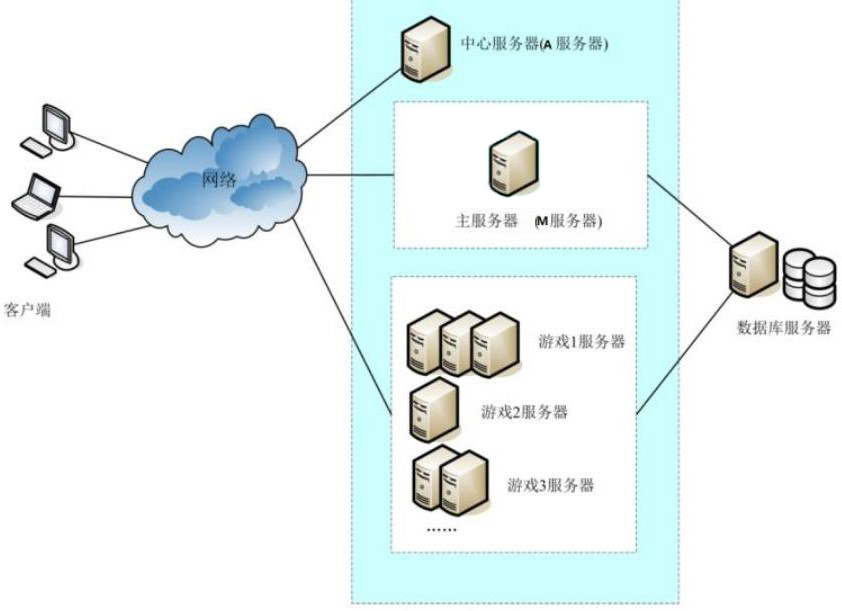 中心服务器(A 服务器)
网络
主服务器 (M服务器)
客户端
数据库服务器
游戏1服务器
游戏2服务器
游戏3服务器
......